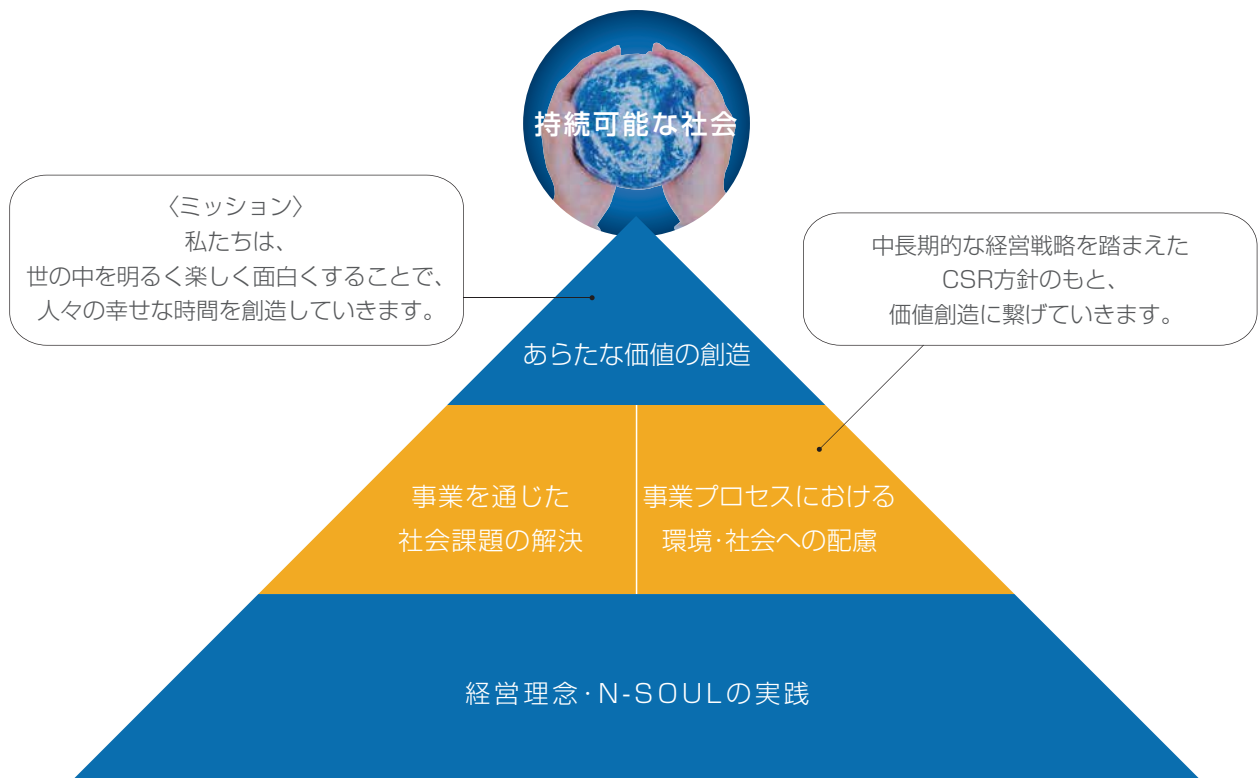 持続可能な社会
〈ミッション〉
私たちは、
世の中を明るく楽しく面白くすることで、
人々の幸せな時間を創造していきます。
中長期的な経営戦略を踏まえた
CSR方針のもと、
価値創造に繋げていきます。
あらたな価値の創造
事業を通じた
社会課題の解決
事業プロセスにおける
環境・社会への配慮
経営理念・N-SOULの実践